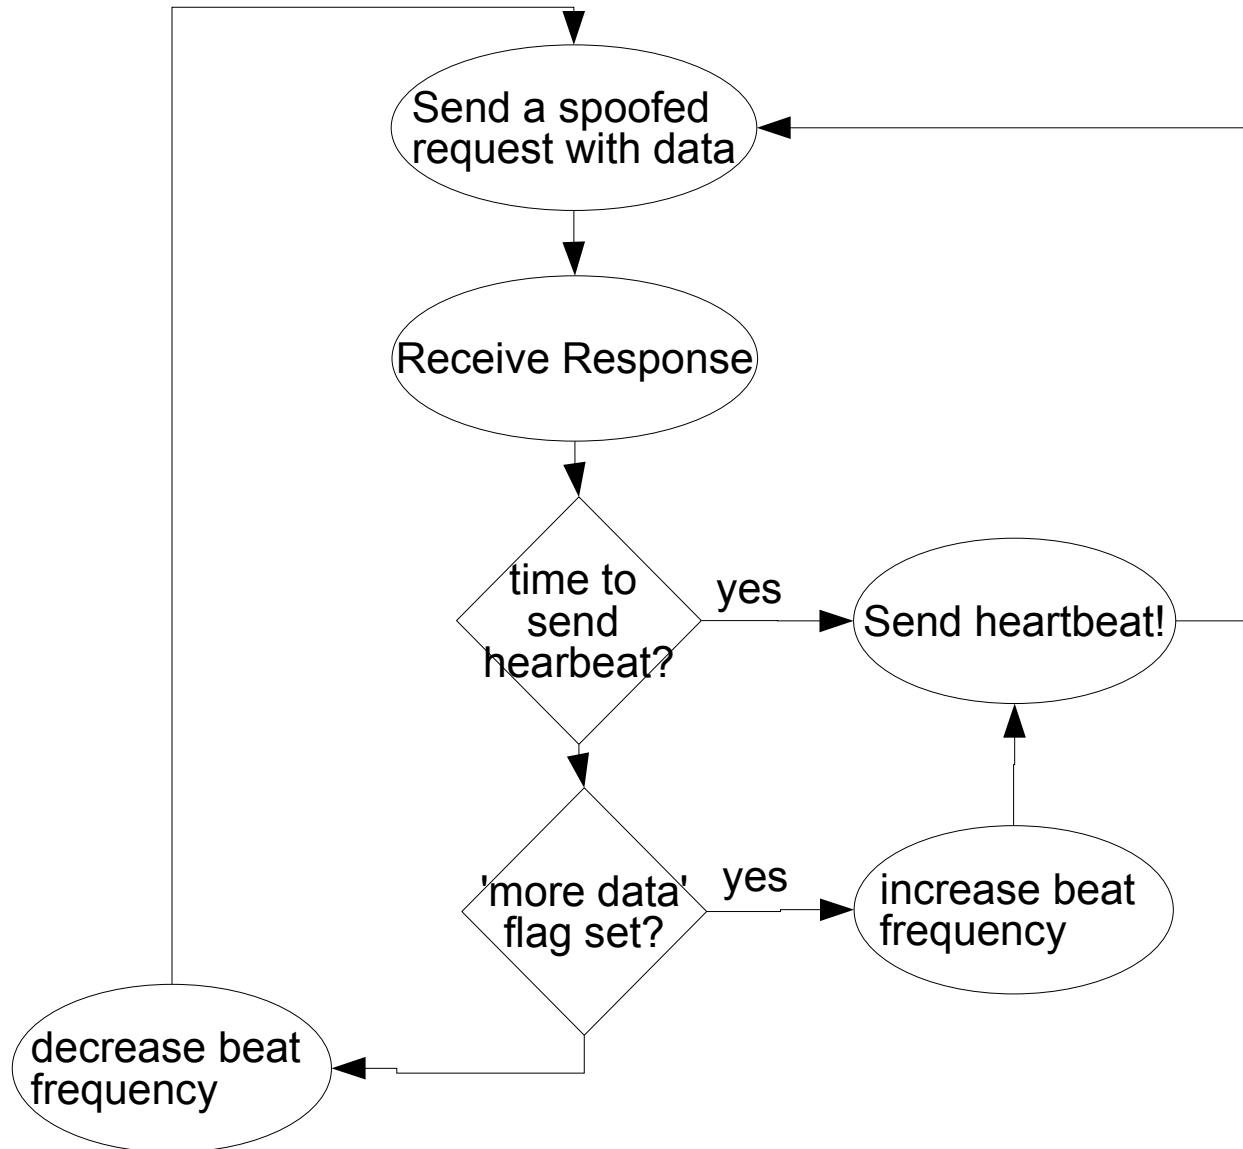 Send a spoofed
request with data
Receive Response
time to
send
hearbeat?
yes
Send heartbeat!
'more data'
flag set?
yes
increase beat
frequency
decrease beat
frequency